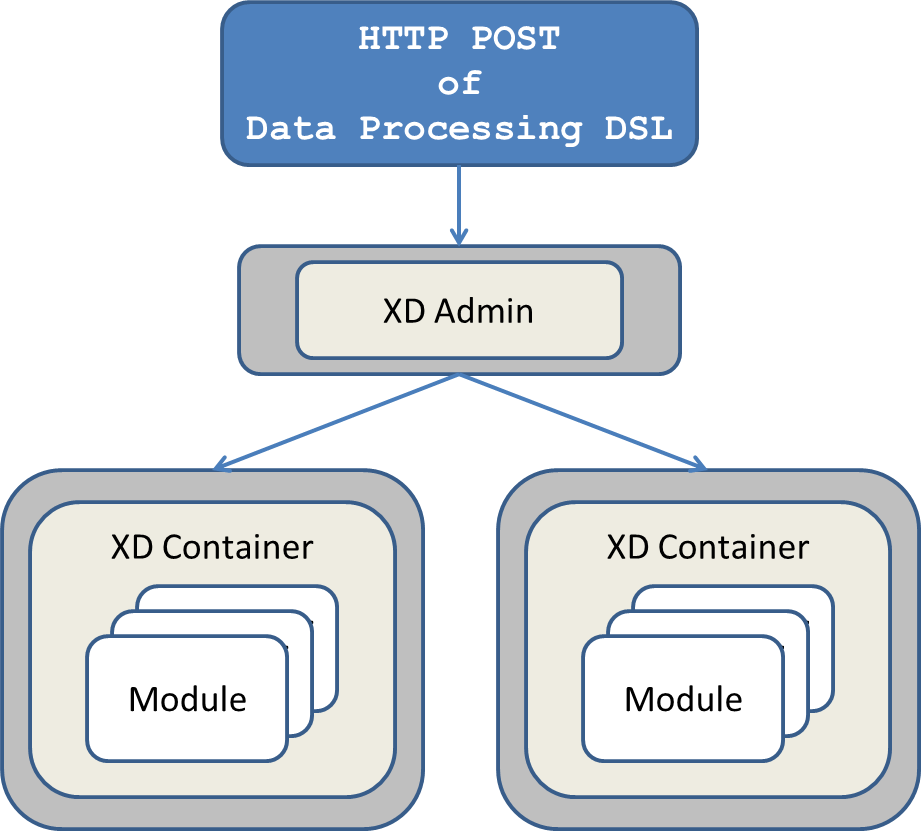 HTTP POST
of
Data Processing DSL
XD Admin
XD Container
Module
XD Container
Module